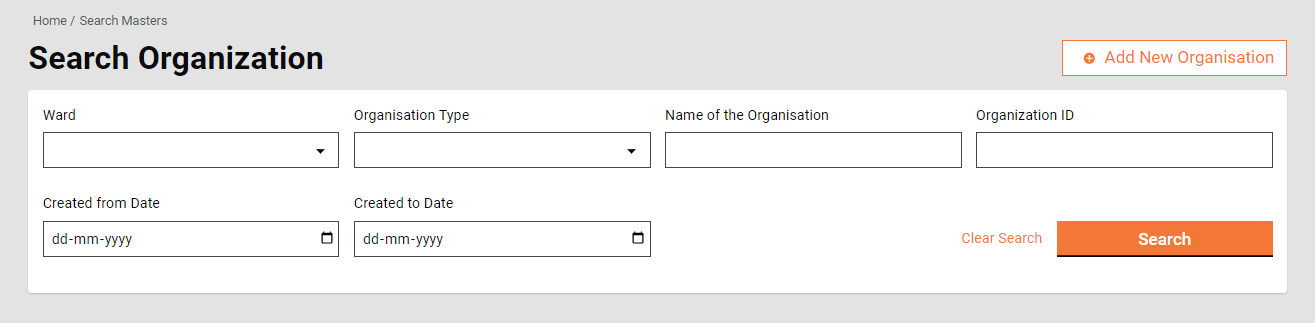 Home / Search Masters
Search Organization
Add New Organisation
Ward
Organisation Type
Name of the Organisation
Organization ID
Created from Date
Created to Date
dd-mm-yyyy
dd-mm-yyyy
Clear Search
Search